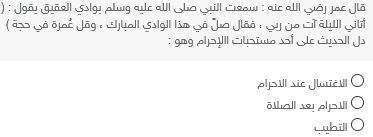 قال عمر رضي الله عنه : سمعت النبي صلى الله عليه وسلم بوادي العقيق يقول : (
أتاني الليلة آت من ربي ، فقال صلّ في هذا الوادي المبارك ، وقل عُمرة في حجة )
دل الحديث على أحد مستحبات الإحرام وهو :
الاغتسال عند الاحرام
الاحرام بعد الصلاة
التطيب